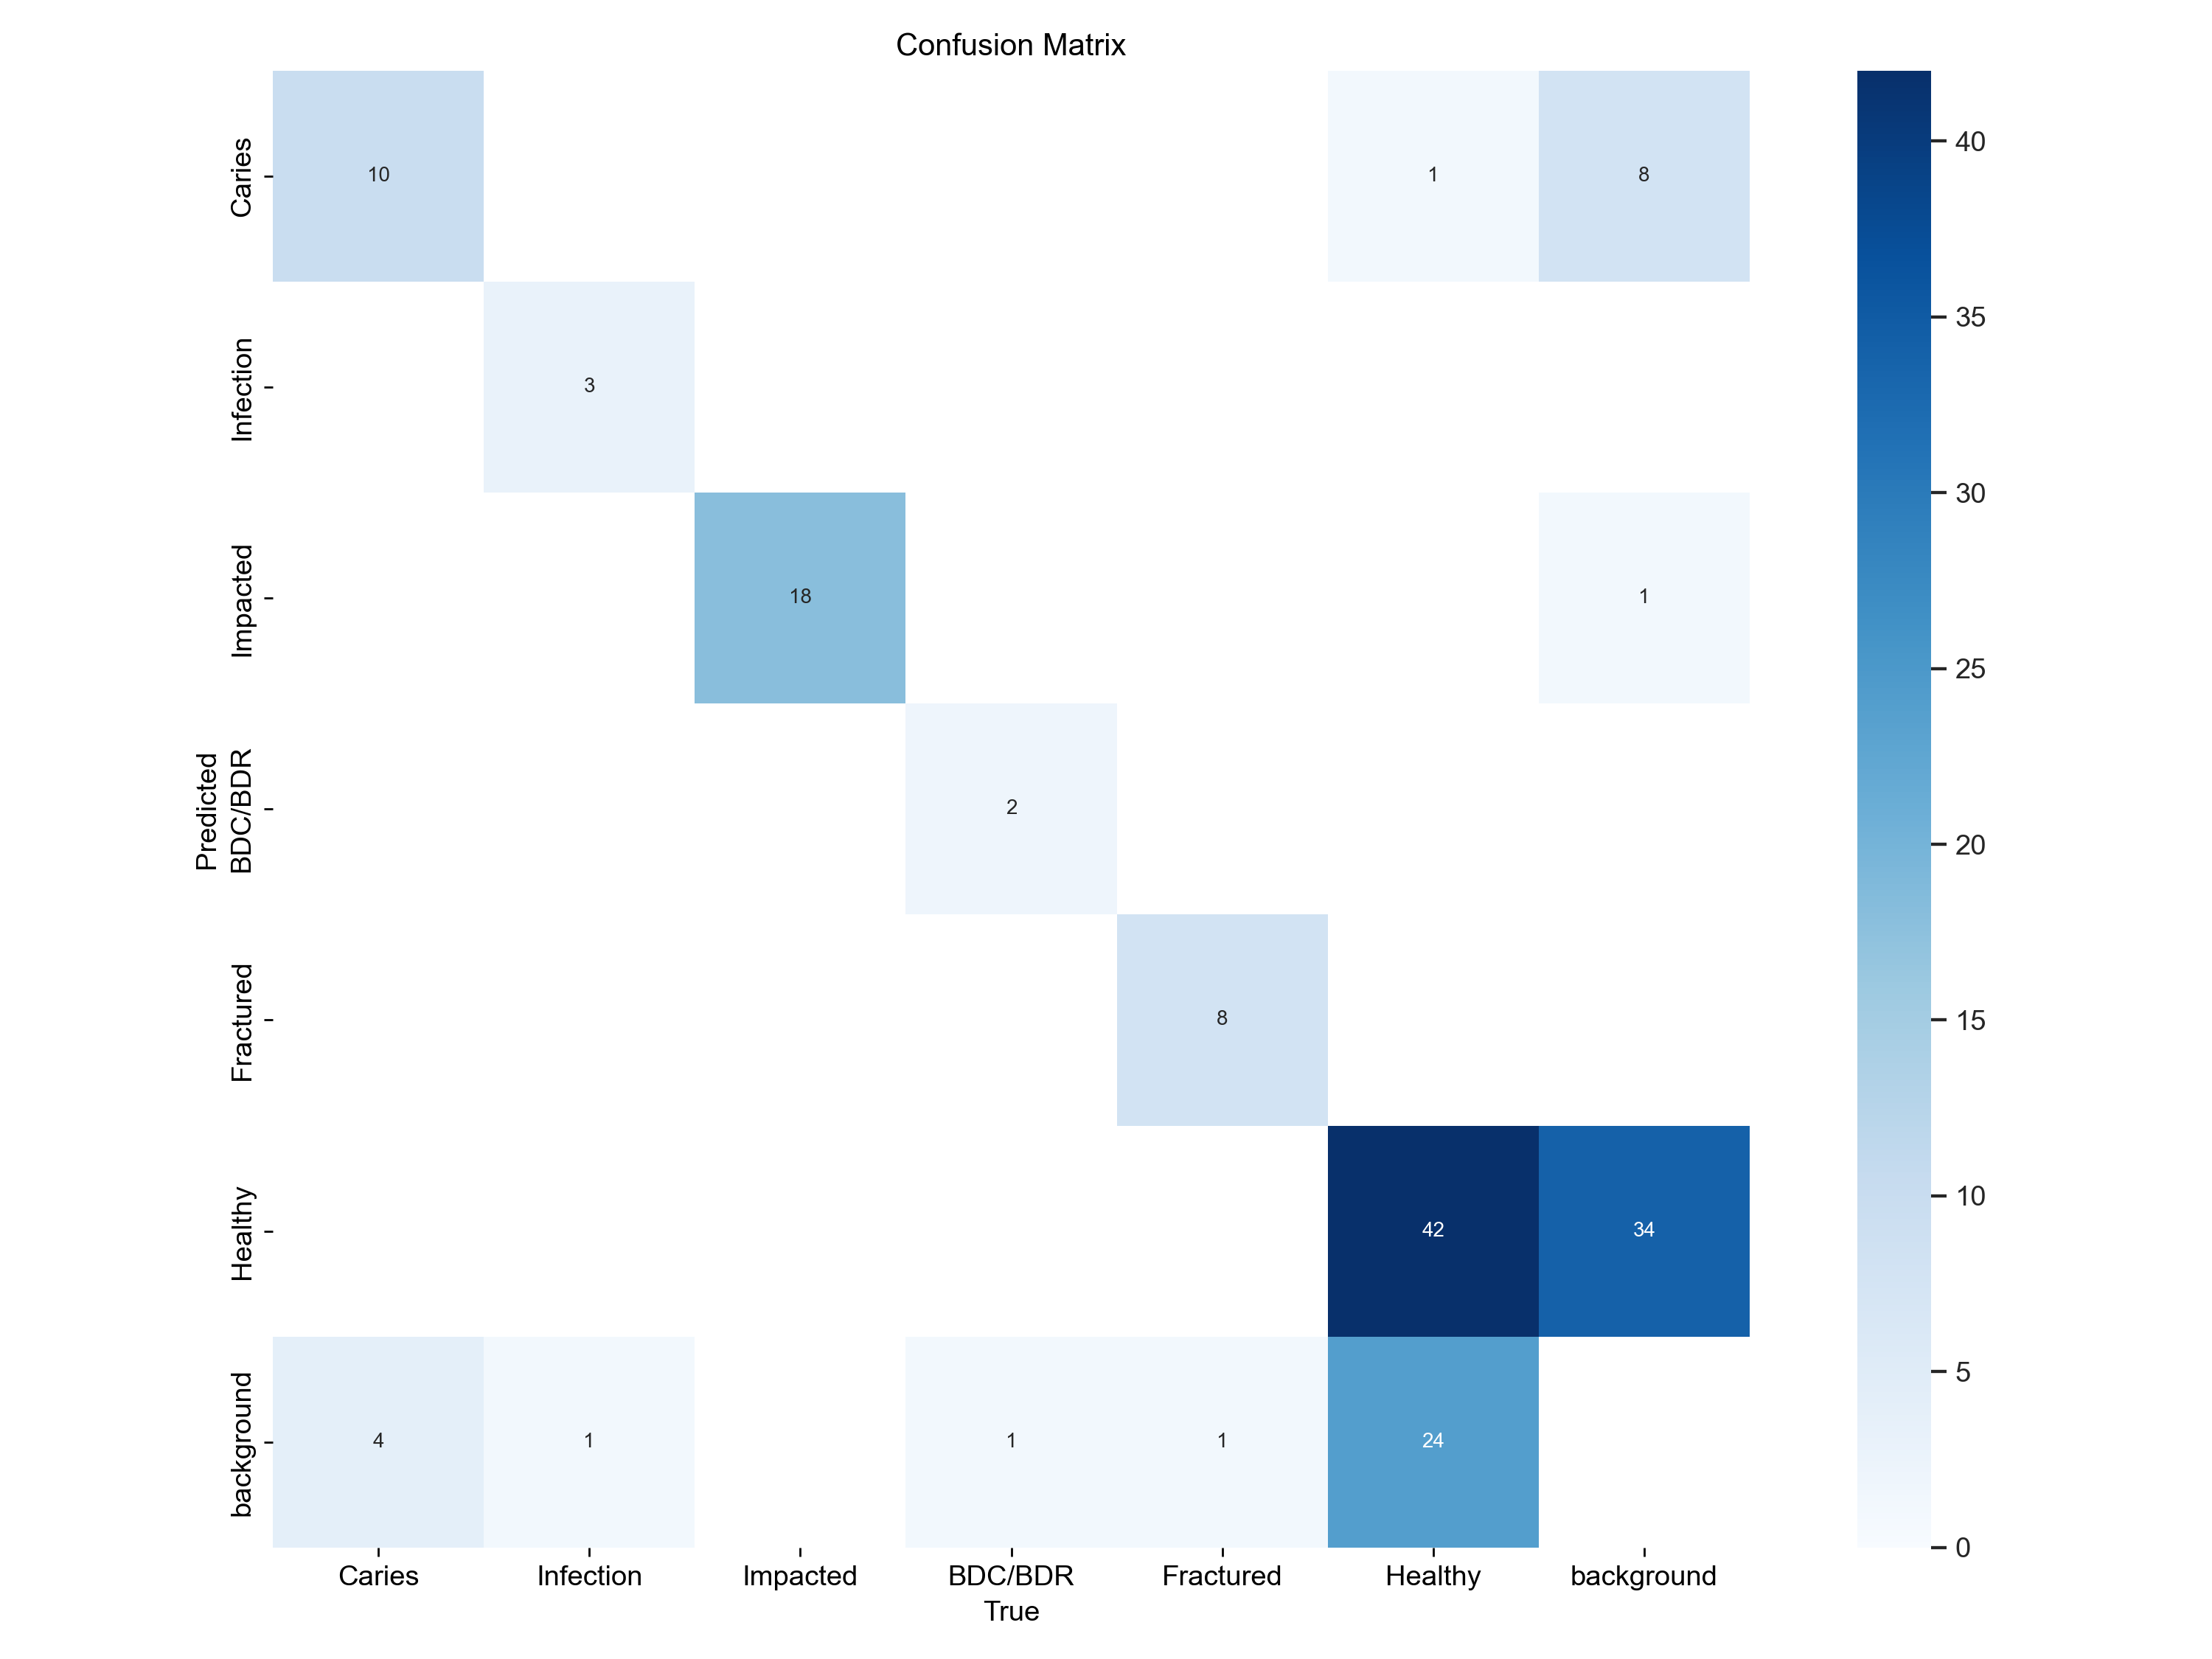 Confusion Matrix
Caries
10
1
8
40
35
Infection
3
30
Impacted
18
1
25
Predicted
BDC/BDR
2
20
Fractured
8
15
Healthy
42
34
10
background
4
1
1
1
24
5
0
Caries
Infection
Impacted
BDC/BDR
Fractured
Healthy
background
True